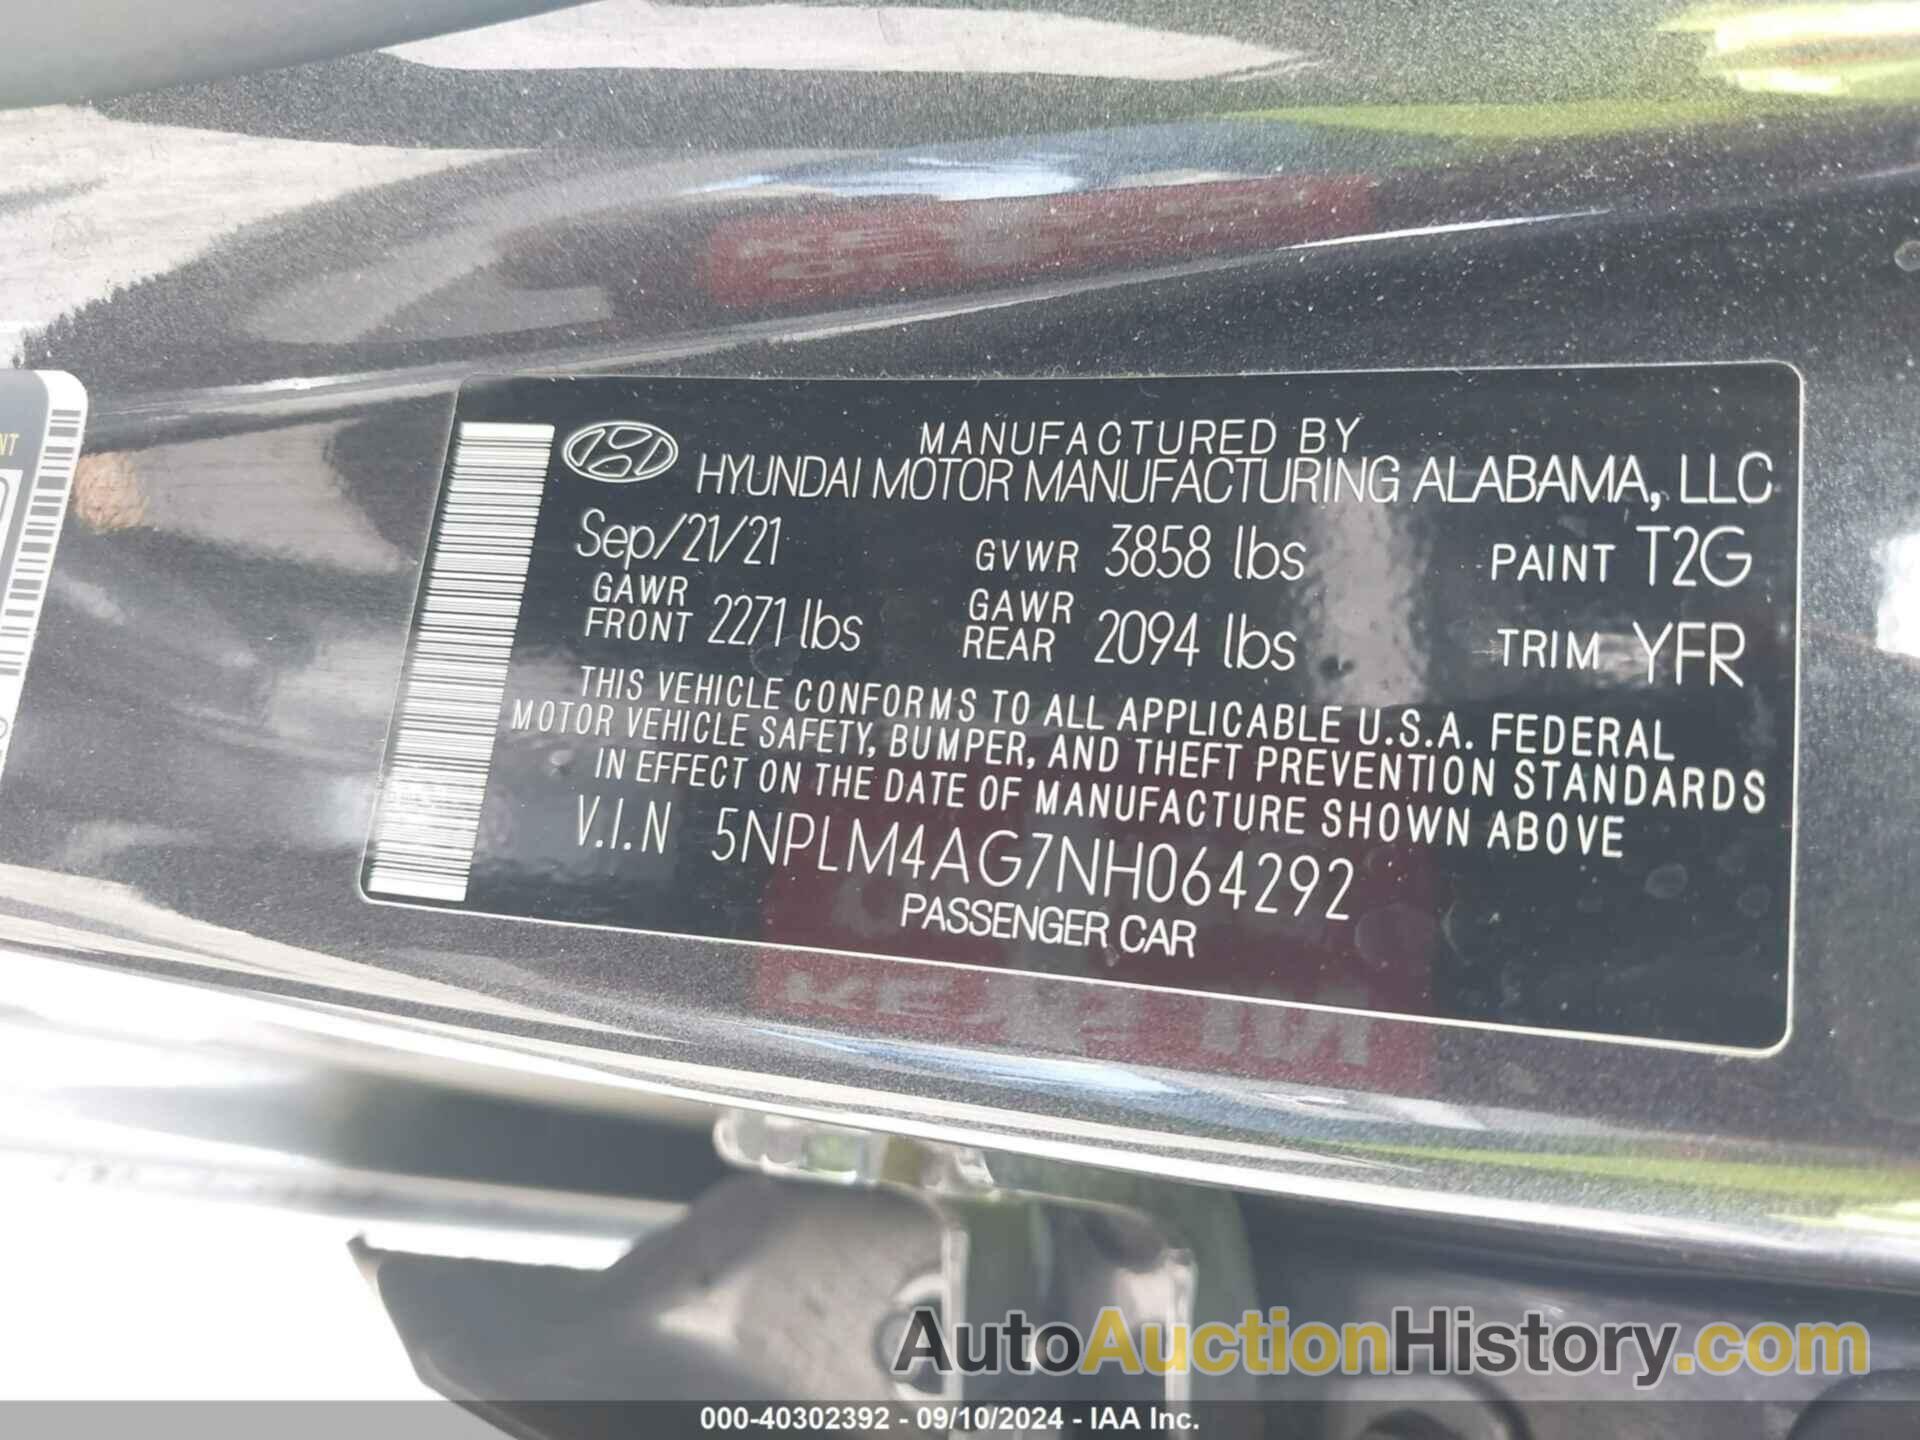 NT
MANUFACTURED BY
HYUNDAI MOTOR MANUFACTURING ALABAMA, LLC
Sep/21/21 GVWR 3858 lbs PAINT T2G
GAWR FRONT 2271 lbs GAWR REAR 2094 lbs TRIM YFR
THIS VEHICLE CONFORMS TO ALL APPLICABLE U.S.A. FEDERAL
MOTOR VEHICLE SAFETY, BUMPER, AND THEFT PREVENTION STANDARDS
IN EFFECT ON THE DATE OF MANUFACTURE SHOWN ABOVE
V.I.N 5NPLM4AG7NH064292
PASSENGER CAR
AutoAuctionHistory.com
000-40302392 - 09/10/2024 - IAA Inc.